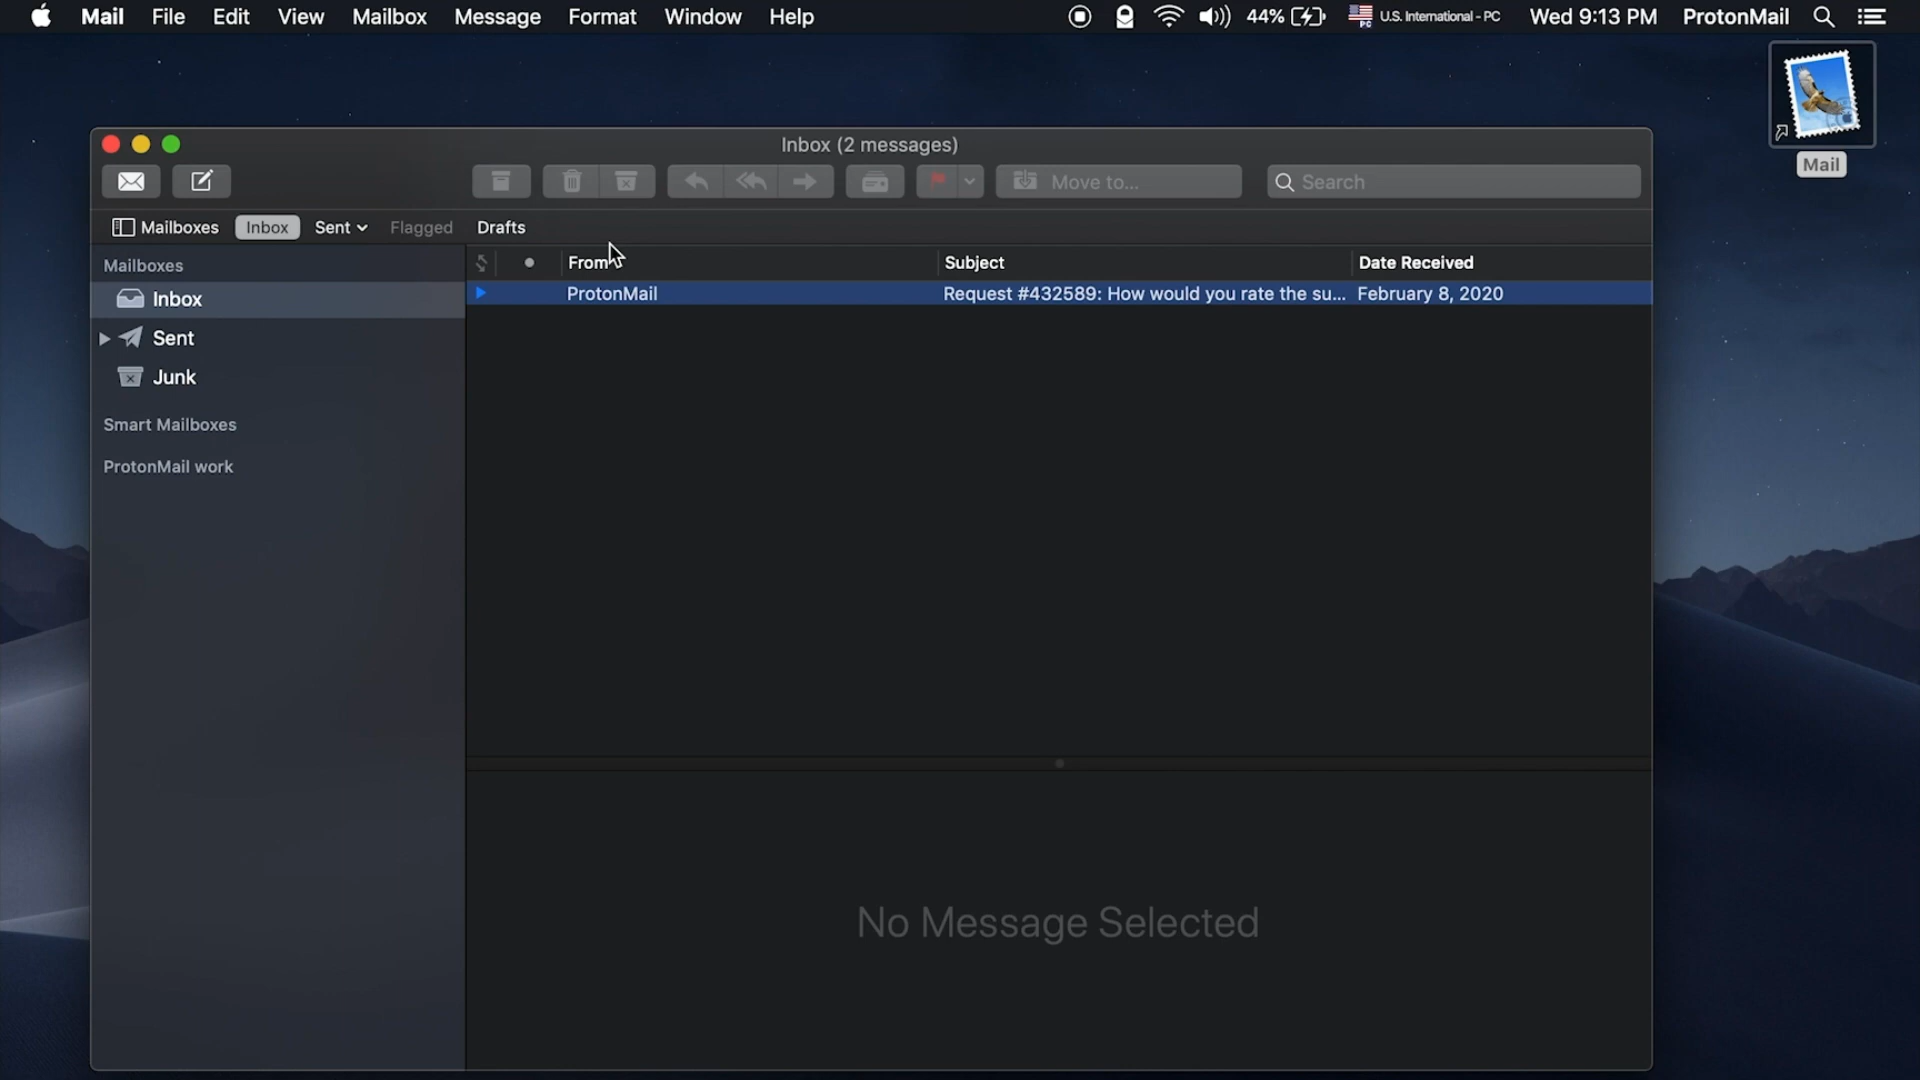 Mail File Edit View Mailbox Message Format Window Help 44% U.S. International - PC Wed 9:13 PM ProtonMail
Mail
Inbox (2 messages)
Move to...
Search
Mailboxes Inbox Sent Flagged Drafts
Mailboxes
Inbox
Sent
Junk
Smart Mailboxes
ProtonMail work
From Subject Date Received
ProtonMail Request #432589: How would you rate the su... February 8, 2020
No Message Selected